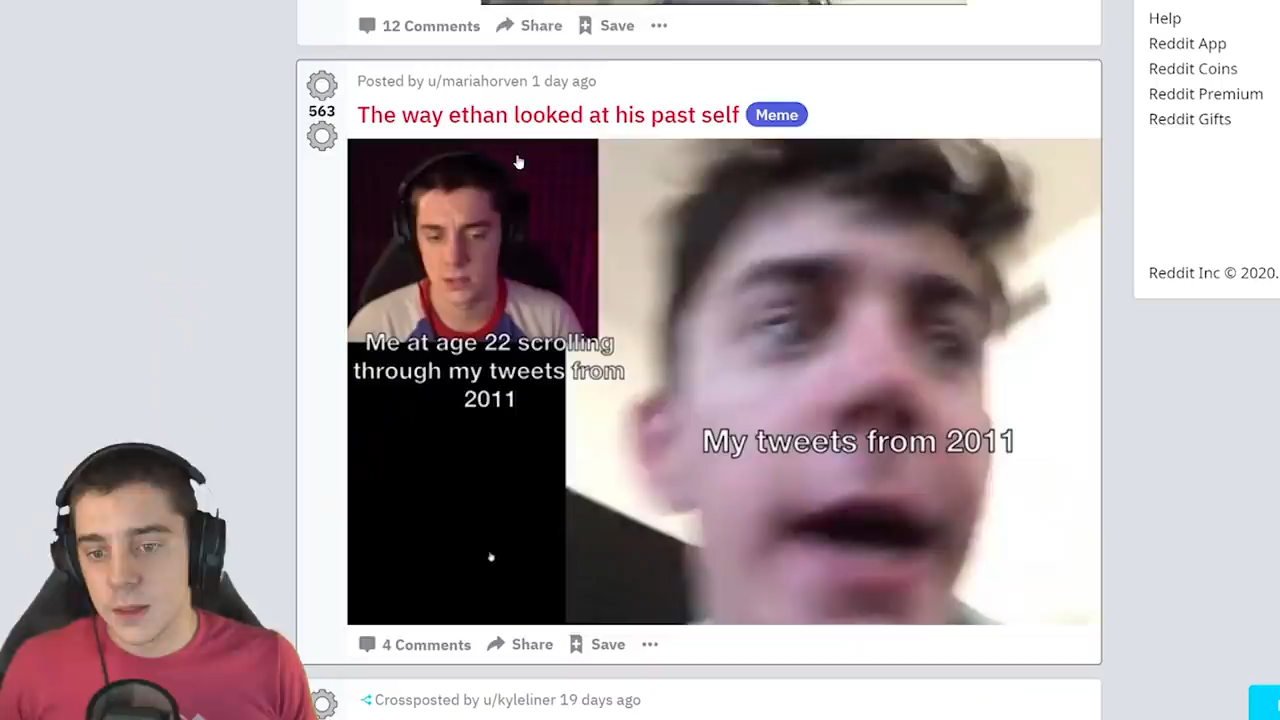 12 Comments Share Save
Help
Reddit App
Reddit Coins
Reddit Premium
Reddit Gifts
Reddit Inc © 2020.
Posted by u/mariahorven 1 day ago
563
The way ethan looked at his past self Meme
Me at age 22 scrolling
through my tweets from
2011
My tweets from 2011
4 Comments Share Save
Crossposted by u/kyleliner 19 days ago